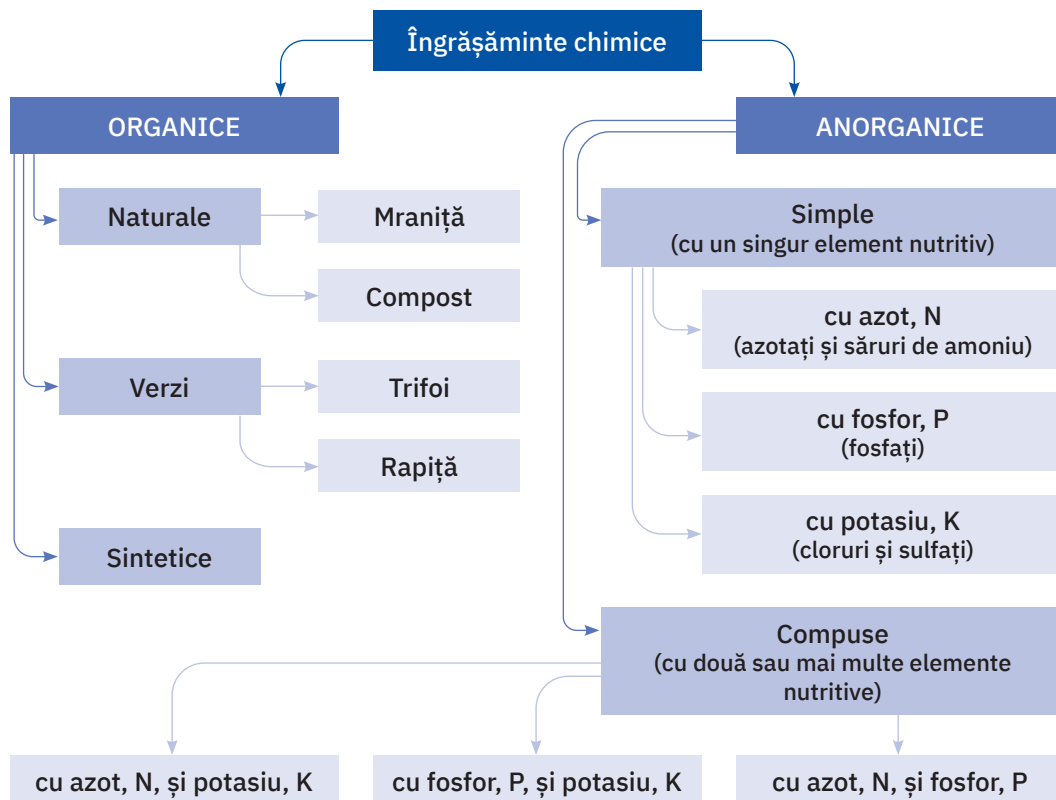 Îngrășăminte chimice
ORGANICE
Naturale
Mraniță
Compost
Verzi
Trifoi
Rapiță
Sintetice
ANORGANICE
Simple
(cu un singur element nutritiv)
cu azot, N
(azotați și săruri de amoniu)
cu fosfor, P
(fosfați)
cu potasiu, K
(cloruri și sulfați)
Compuse
(cu două sau mai multe elemente
nutritive)
cu azot, N, și potasiu, K
cu fosfor, P, și potasiu, K
cu azot, N, și fosfor, P